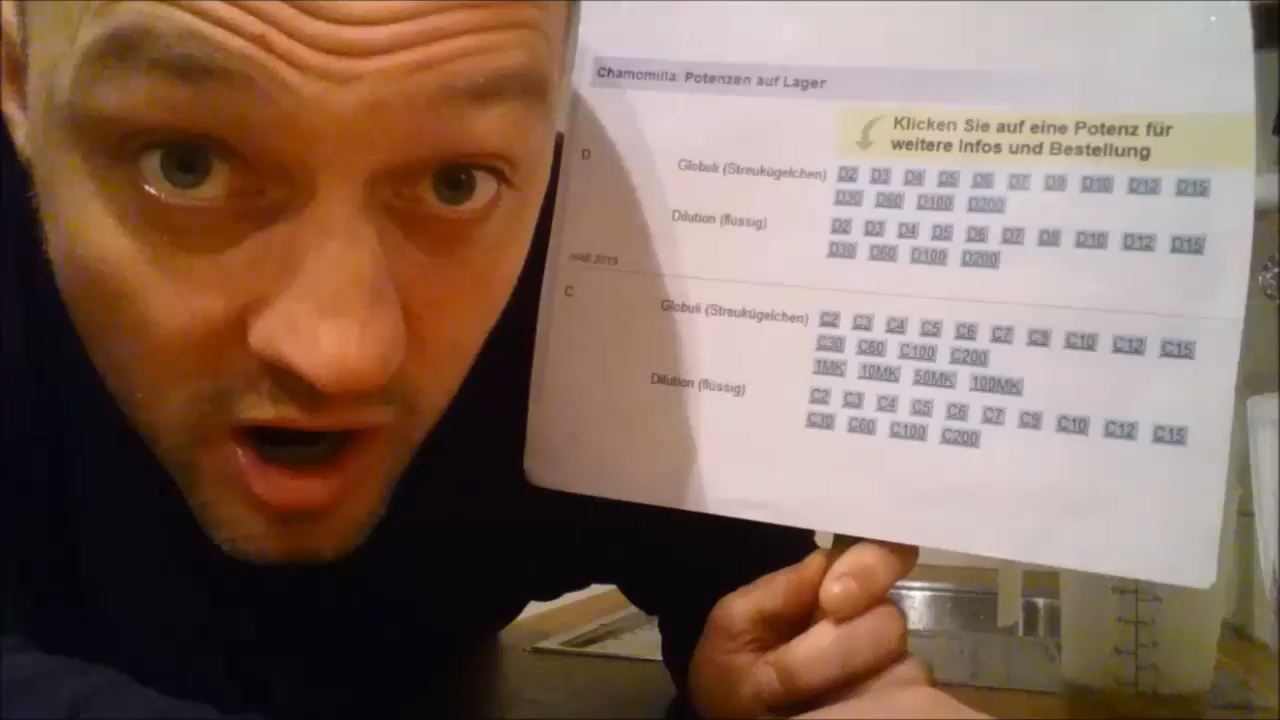 Chamomilla: Potenzen auf Lager
Klicken Sie auf eine Potenz für
weitere Infos und Bestellung
D
Globuli (Streukügelchen) D2 D3 D4 D5 D6 D7 D9 D10 D12 D15
D30 D60 D100 D200
Dilution (flüssig) D2 D3 D4 D5 D6 D7 D8 D10 D12 D15
D30 D60 D100 D200
C
Globuli (Streukügelchen) C2 C3 C4 C5 C6 C7 C9 C10 C12 C15
C30 C60 C100 C200
1MK 10MK 50MK 100MK
Dilution (flüssig) C2 C3 C4 C5 C6 C7 C9 C10 C12 C15
C30 C60 C100 C200